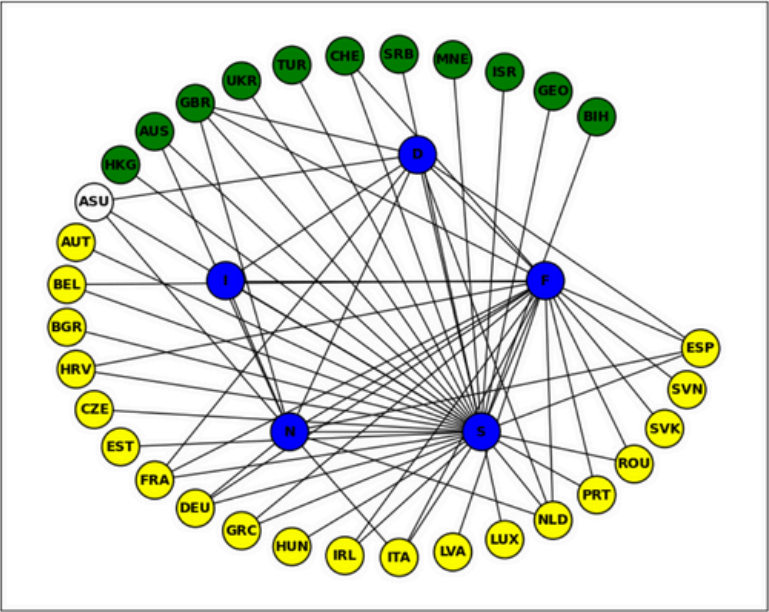 SRB
CHE
MNE
TUR
ISR
UKR
GEO
GBR
BIH
AUS
D
HKG
ASU
AUT
I
F
BEL
BGR
ESP
HRV
SVN
CZE
SVK
N
S
EST
ROU
FRA
PRT
DEU
NLD
GRC
LUX
HUN
LVA
IRL
ITA